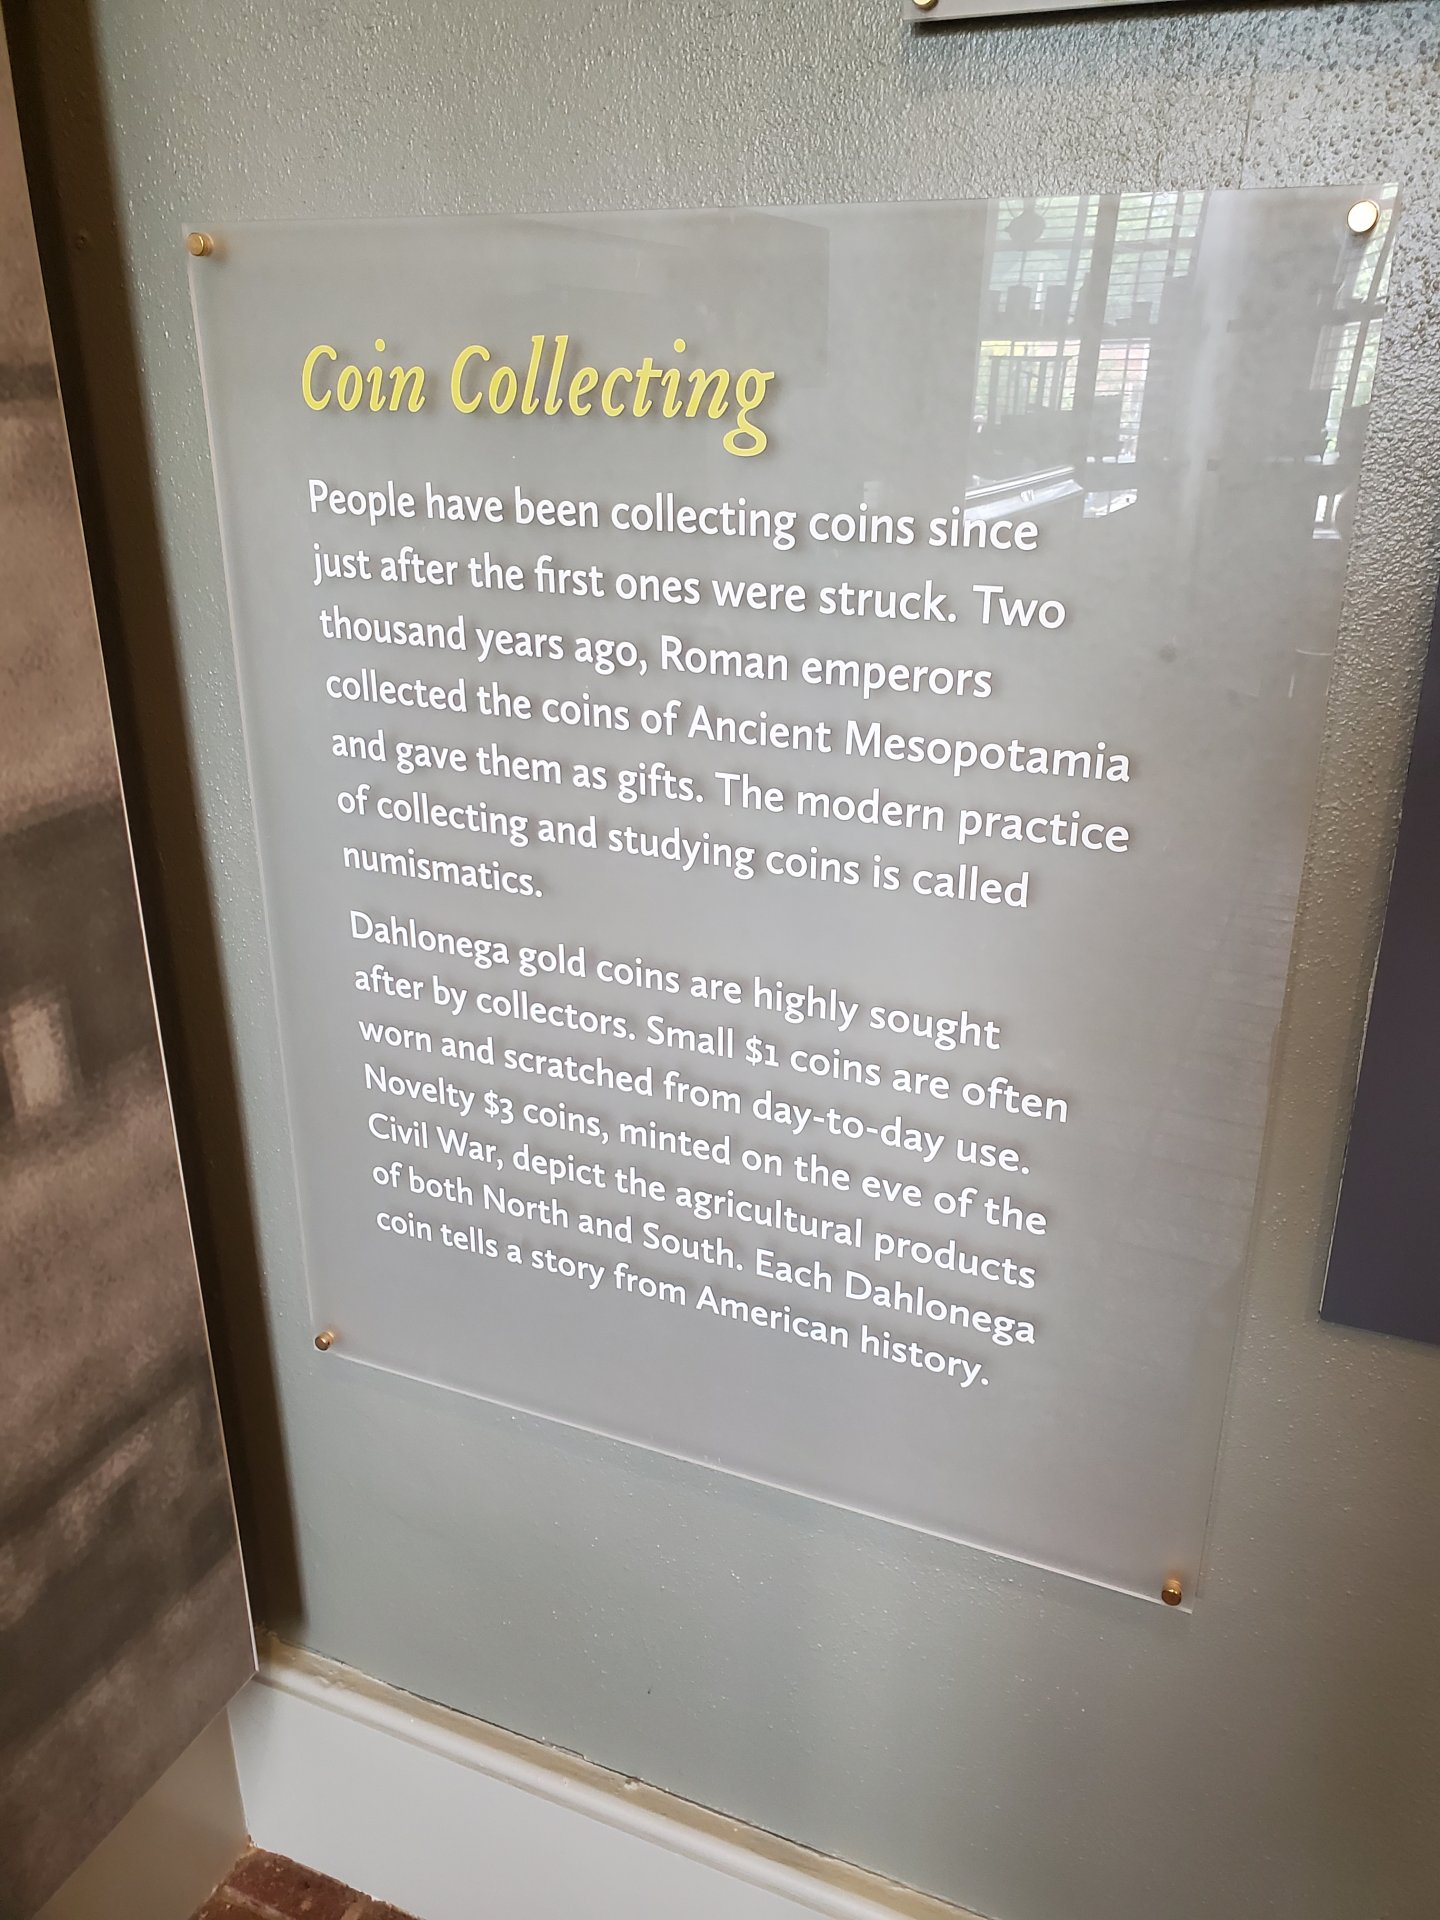 Coin Collecting
People have been collecting coins since
just after the first ones were struck. Two
thousand years ago, Roman emperors
collected the coins of Ancient Mesopotamia
and gave them as gifts. The modern practice
of collecting and studying coins is called
numismatics.
Dahlonega gold coins are highly sought
after by collectors. Small $1 coins are often
worn and scratched from day-to-day use.
Novelty $3 coins, minted on the eve of the
Civil War, depict the agricultural products
of both North and South. Each Dahlonega
coin tells a story from American history.